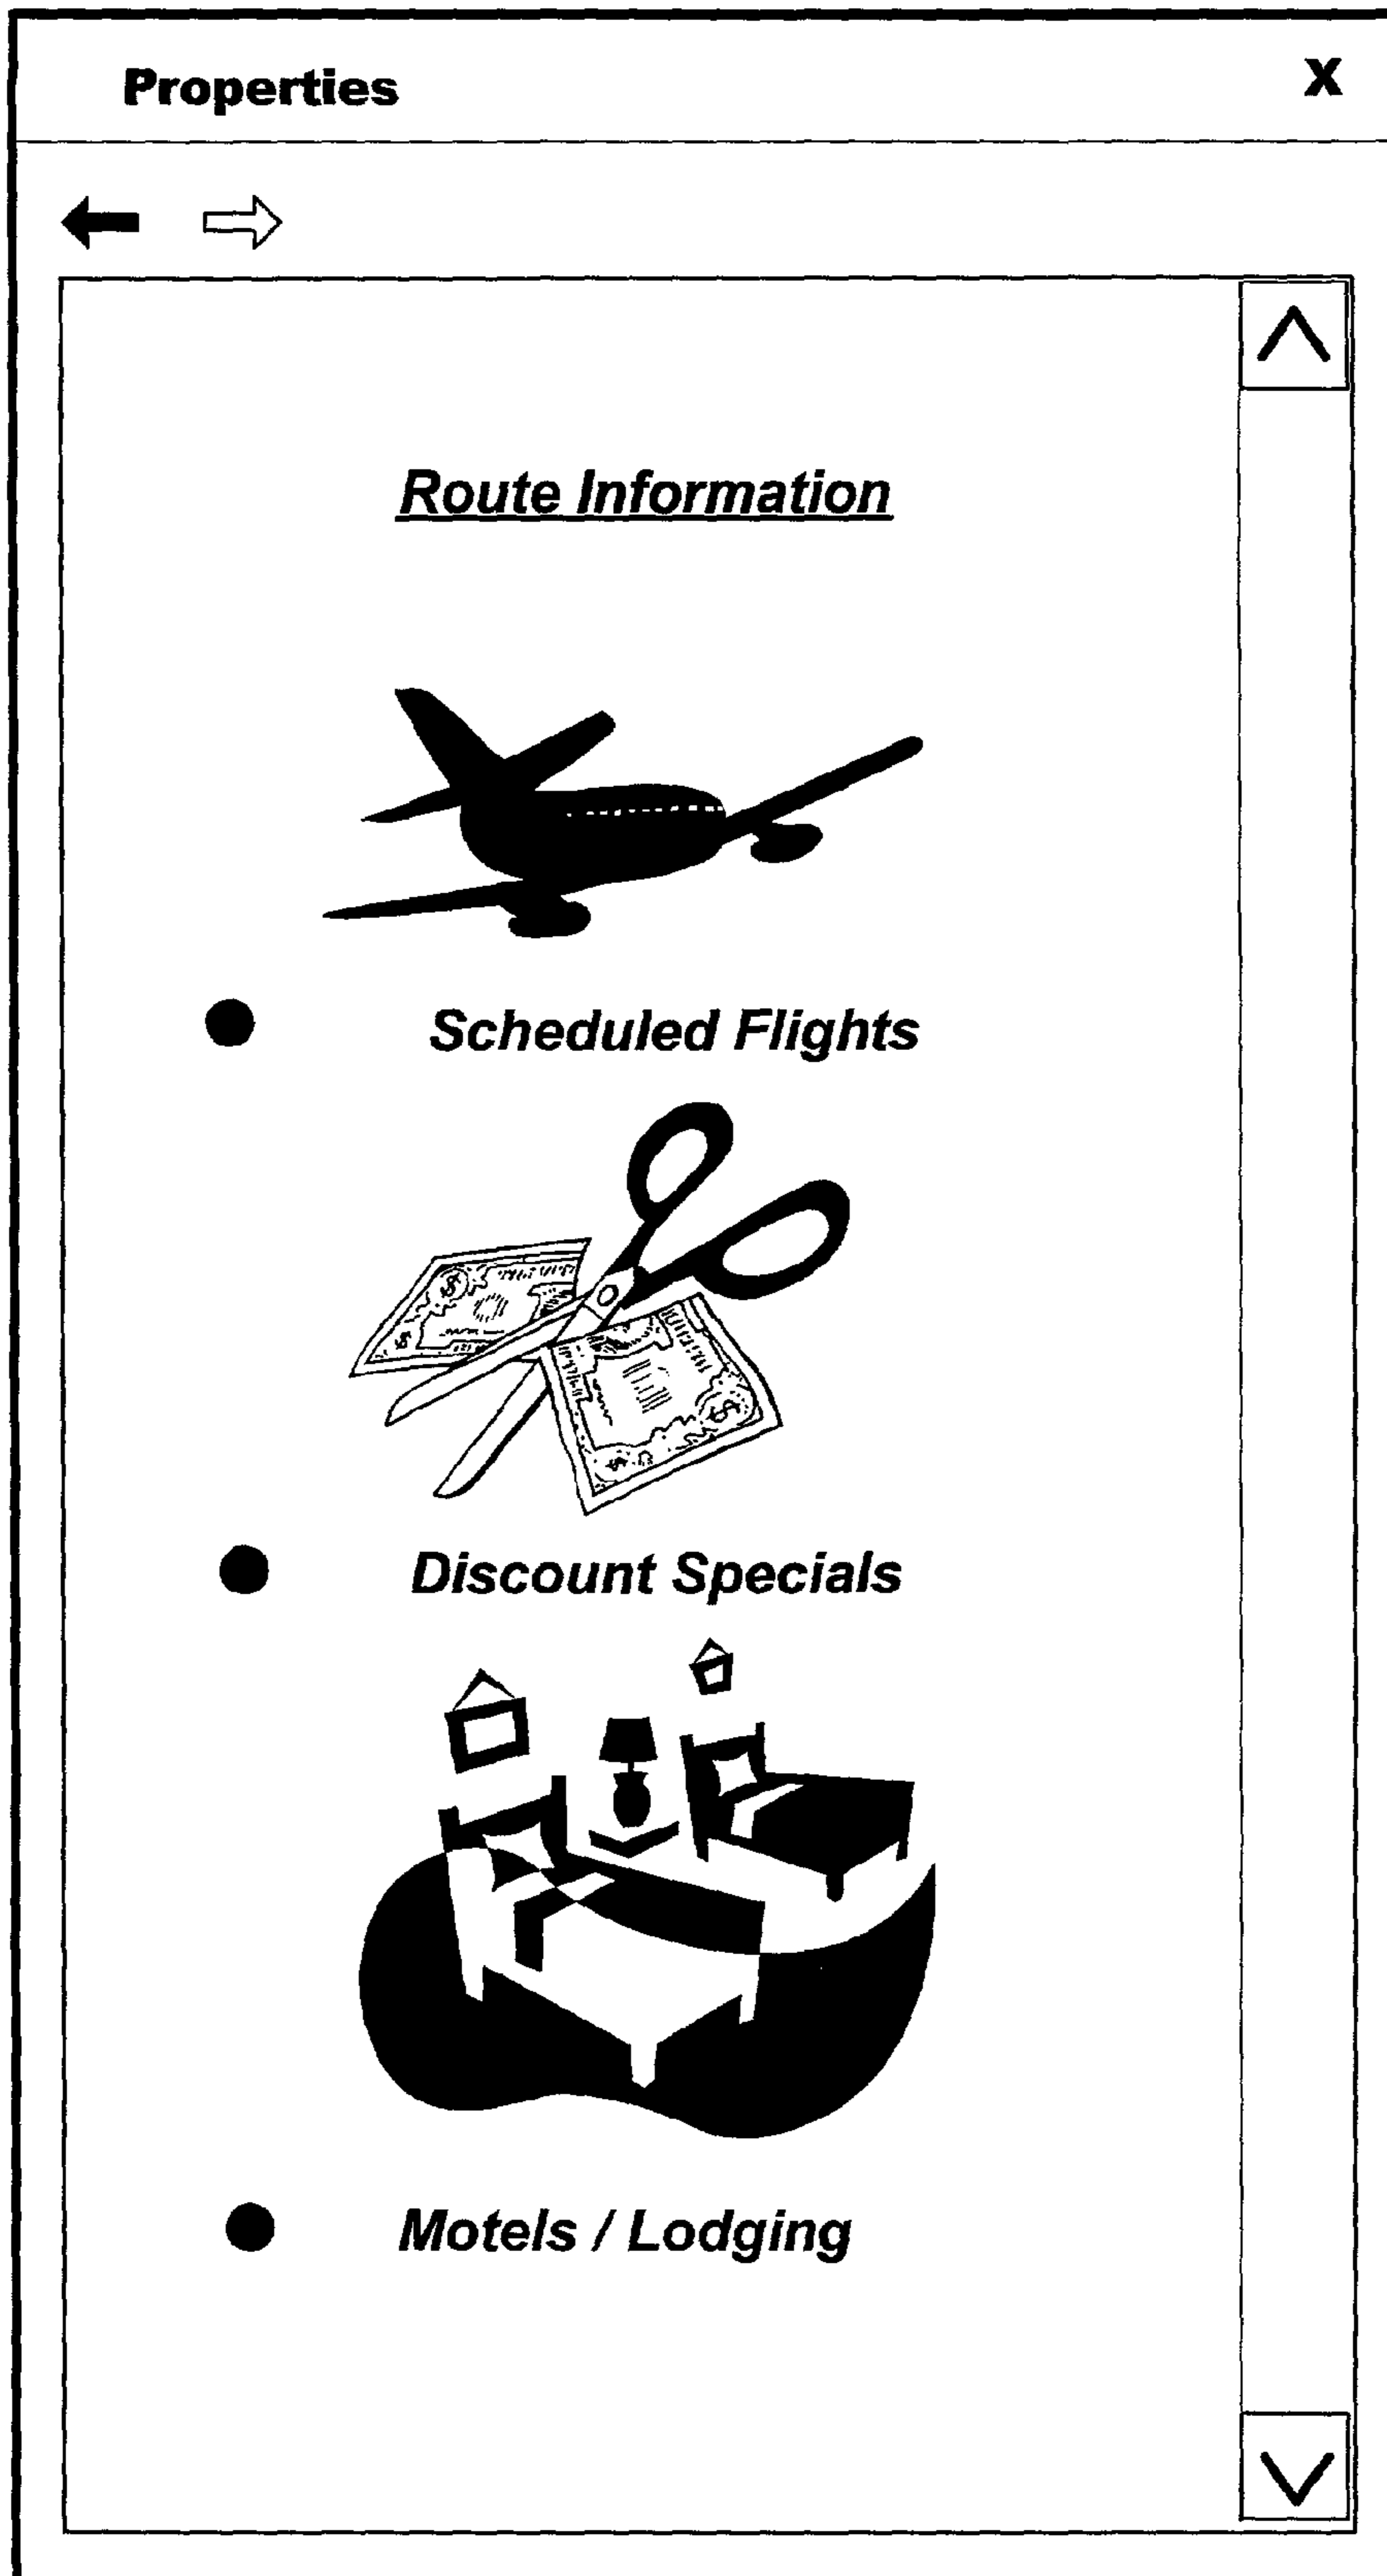 Properties
X
Route Information
Scheduled Flights
Discount Specials
Motels / Lodging